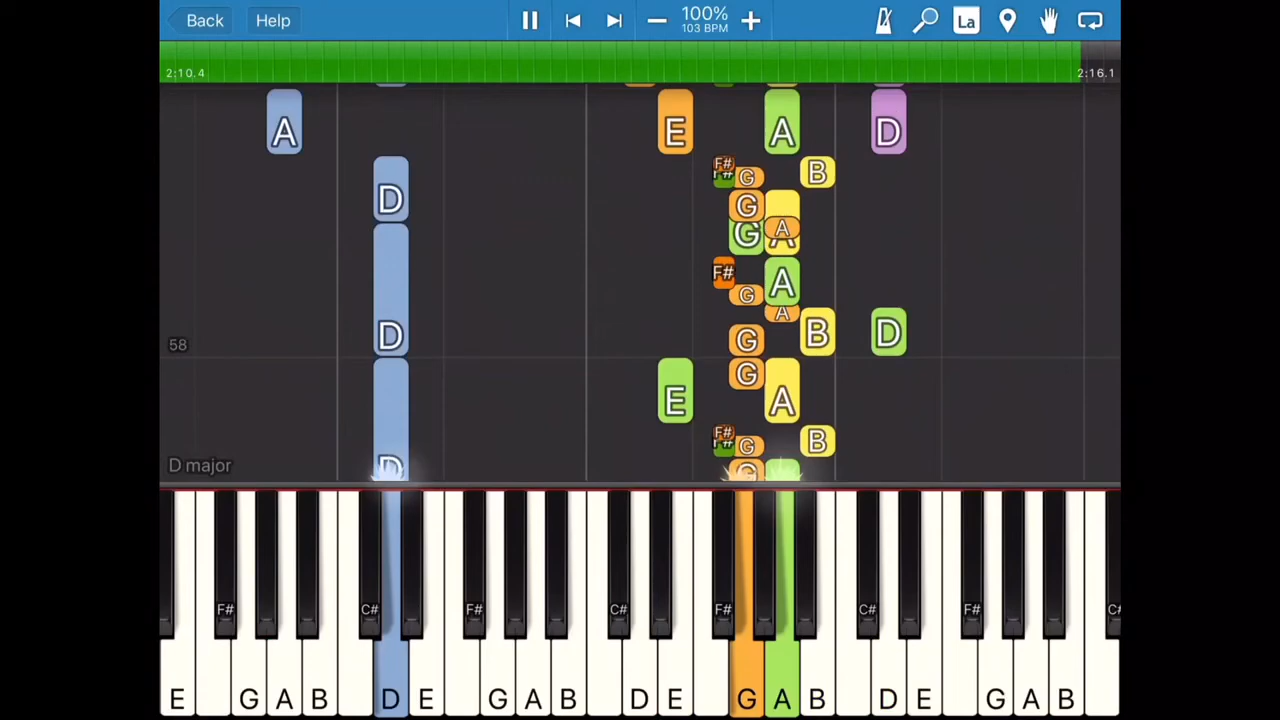 Back Help 100% La
103 BPM
2:10.4 2:16.1
A E A D
D F# F# G B
G A
G A
F# A
G
A
D B D
58 G
G
E A
F# F# G B
D major D G
F# C# F# C# F# C# F# C#
E G A B D E G A B D E G A B D E G A B